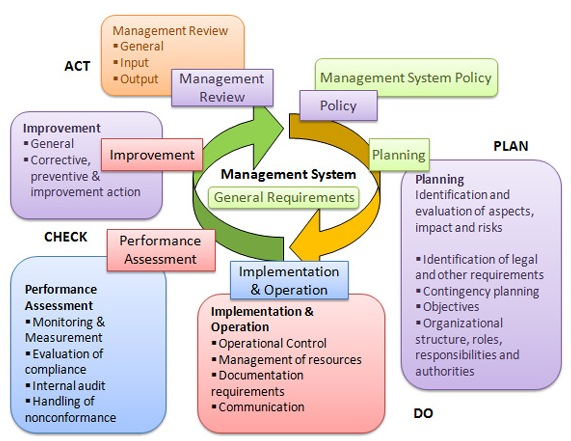 ACT
Management Review
▪ General
▪ Input
▪ Output
Management
Review
Management System Policy
Policy
PLAN
Planning
Planning
Identification and
evaluation of aspects,
impact and risks
▪ Identification of legal
and other requirements
▪ Contingency planning
▪ Objectives
▪ Organizational
structure, roles,
responsibilities and
authorities
Improvement
▪ General
▪ Corrective,
preventive &
improvement action
Improvement
Management System
General Requirements
CHECK
Performance
Assessment
Performance
Assessment
▪ Monitoring &
Measurement
▪ Evaluation of
compliance
▪ Internal audit
▪ Handling of
nonconformance
Implementation
& Operation
Implementation &
Operation
▪ Operational Control
▪ Management of resources
▪ Documentation
requirements
▪ Communication
DO